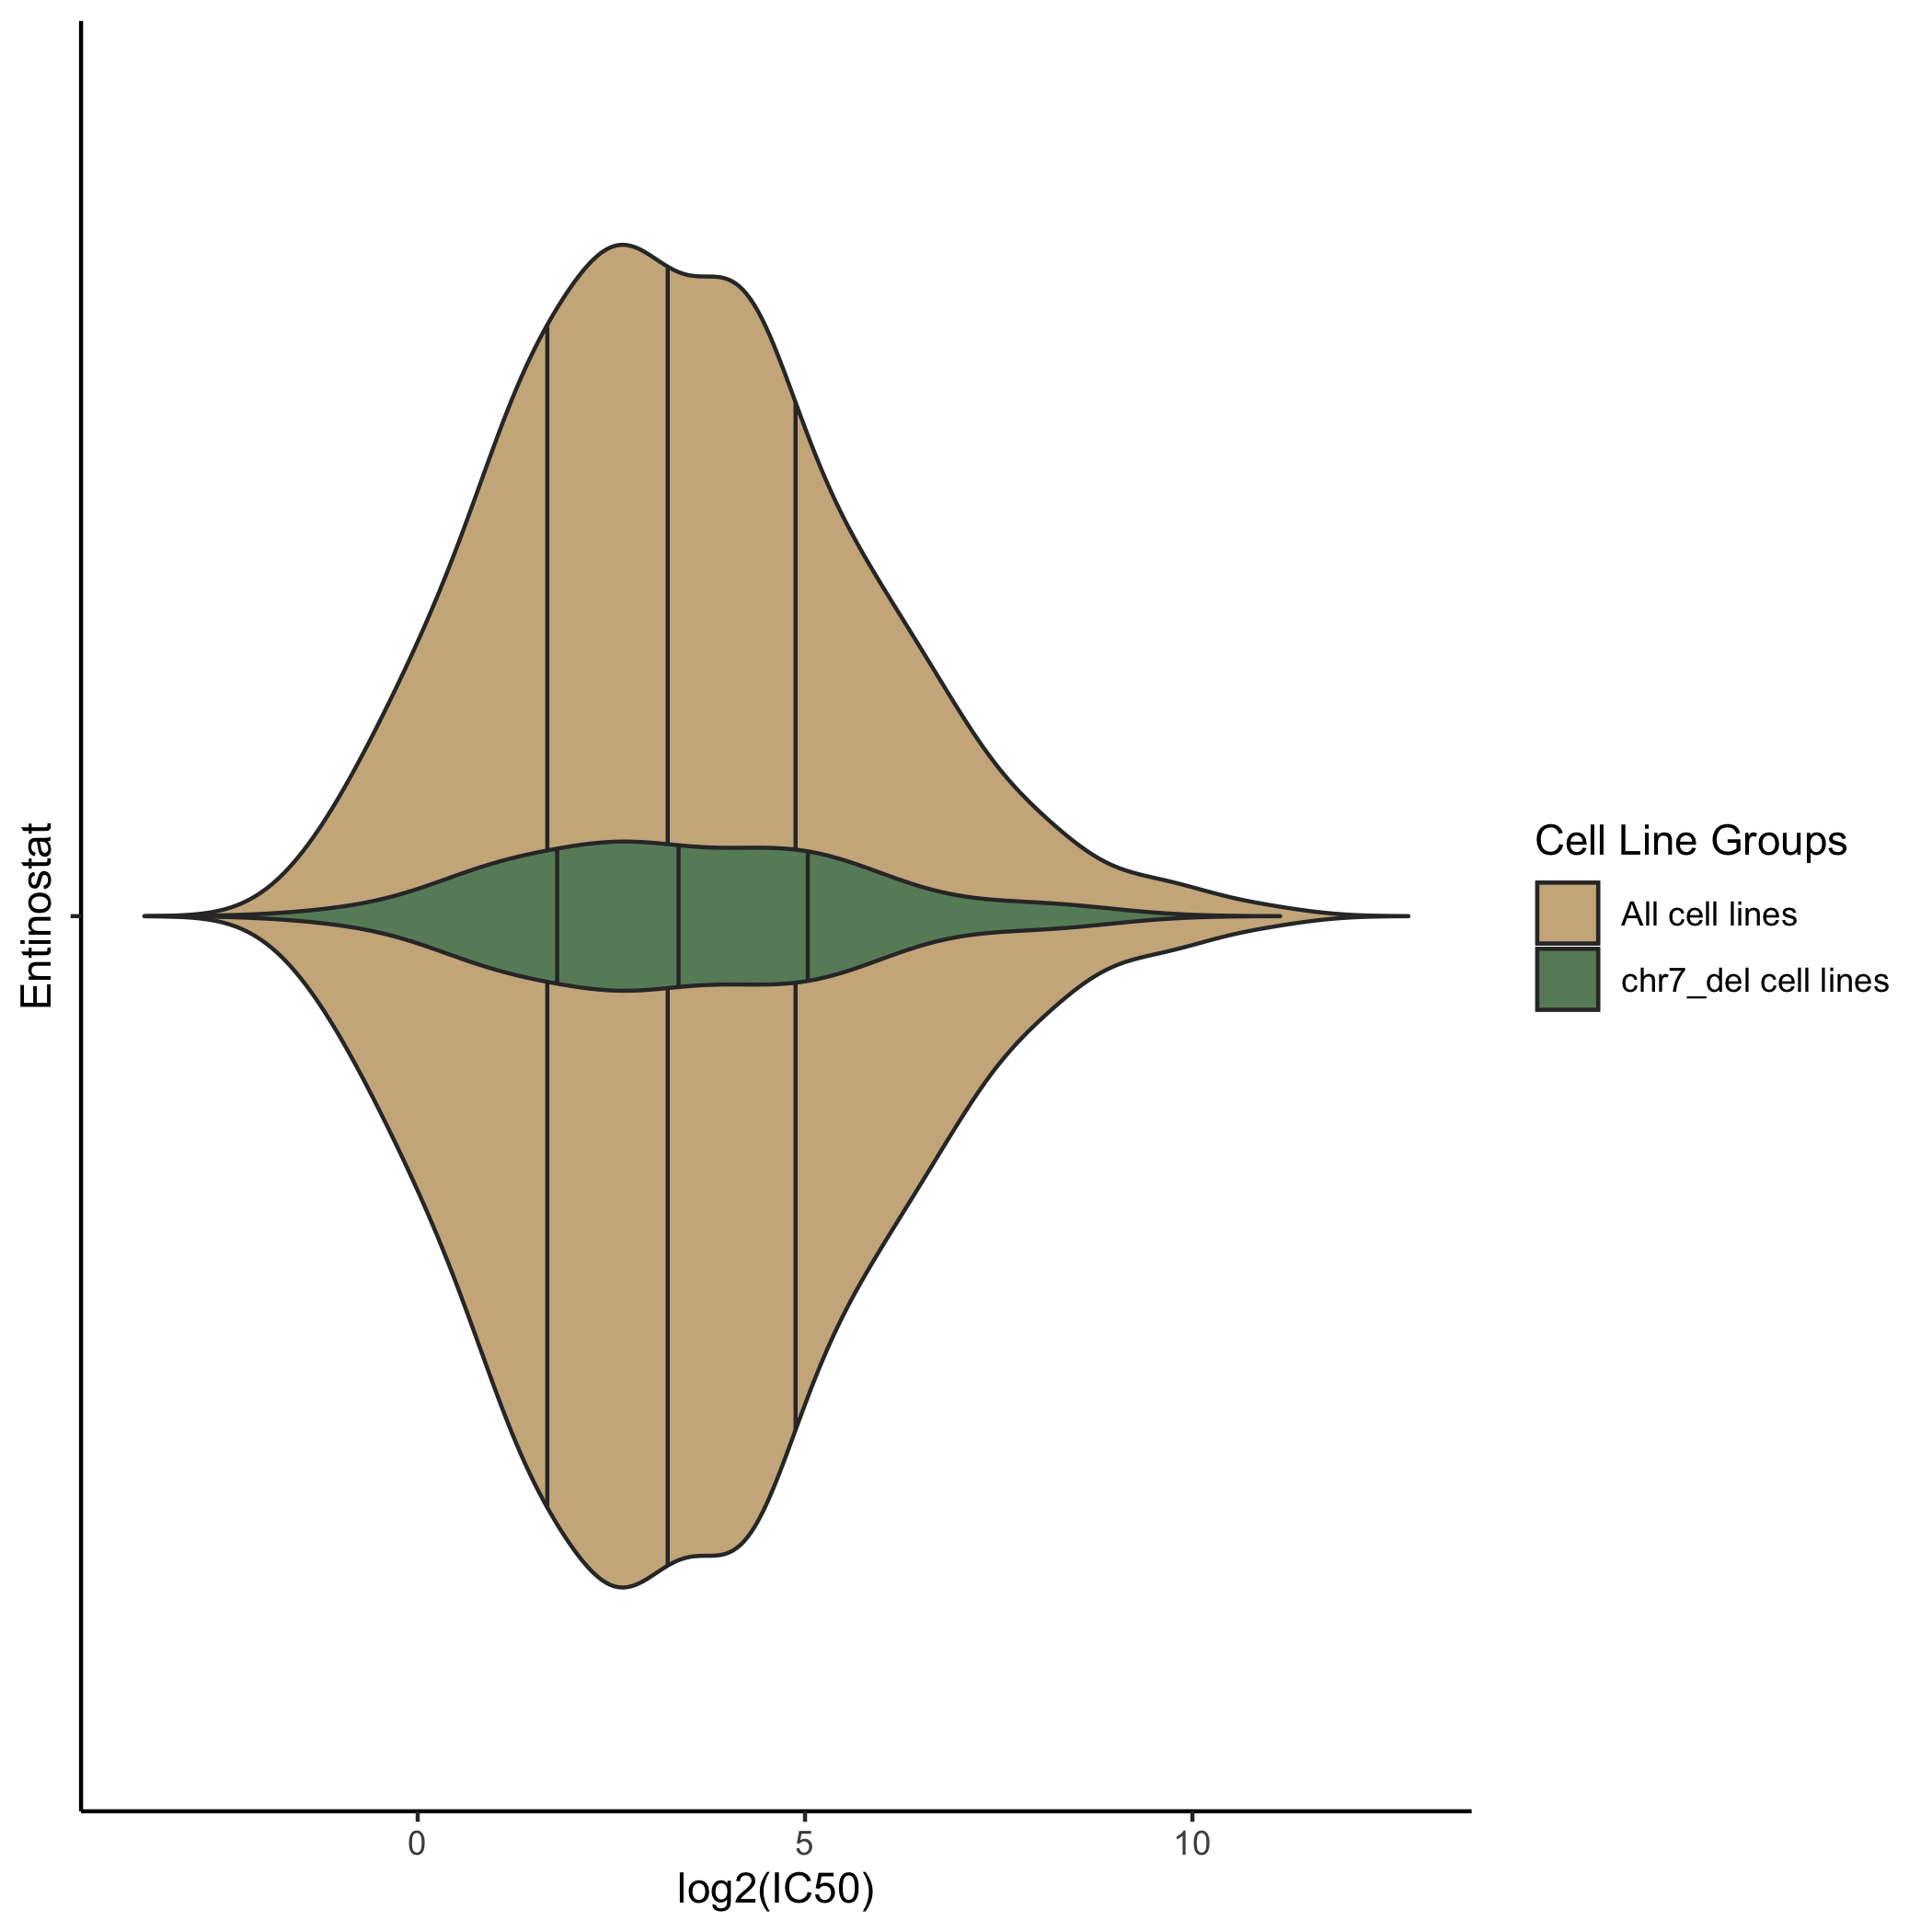 Entinostat
Cell Line Groups
All cell lines
chr7_del cell lines
0 5 10
log2(IC50)